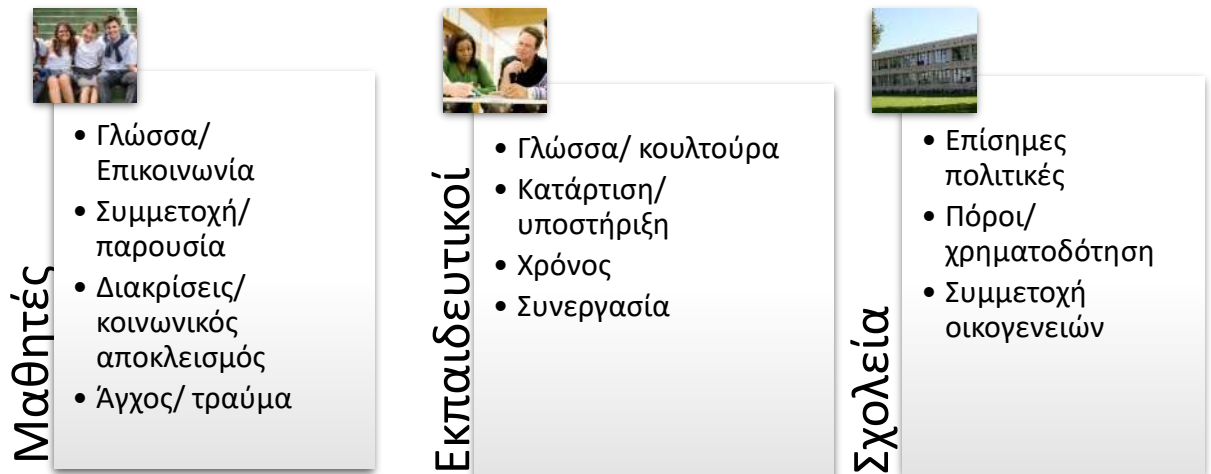 Μαθητές
• Γλώσσα/
Επικοινωνία
• Συμμετοχή/
παρουσία
• Διακρίσεις/
κοινωνικός
αποκλεισμός
• Άγχος/ τραύμα
Εκπαιδευτικοί
• Γλώσσα/ κουλτούρα
• Κατάρτιση/
υποστήριξη
• Χρόνος
• Συνεργασία
Σχολεία
• Επίσημες
πολιτικές
• Πόροι/
χρηματοδότηση
• Συμμετοχή
οικογενειών